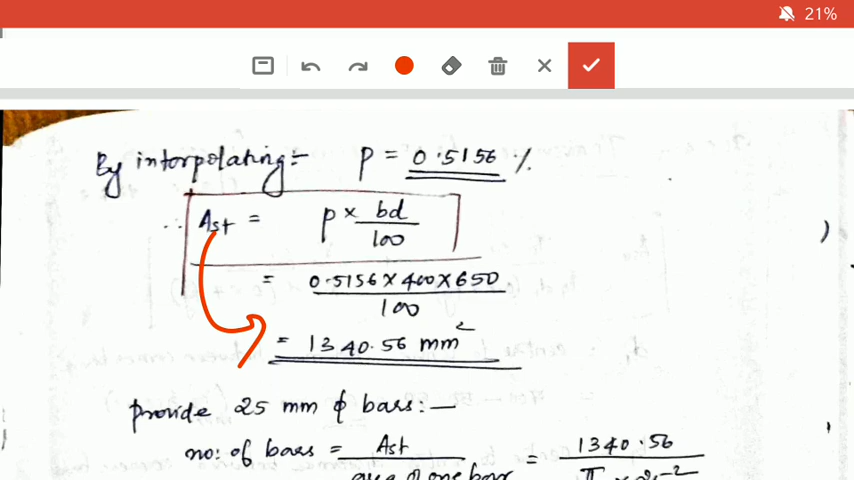 21%
By interpolating:- p = 0.5156 %
∴ Ast = p × bd/100
= 0.5156 × 400 × 650 / 100
= 1340.56 mm²
provide 25 mm ϕ bars:—
no: of bars = Ast / area of one bar = 1340.56 / π